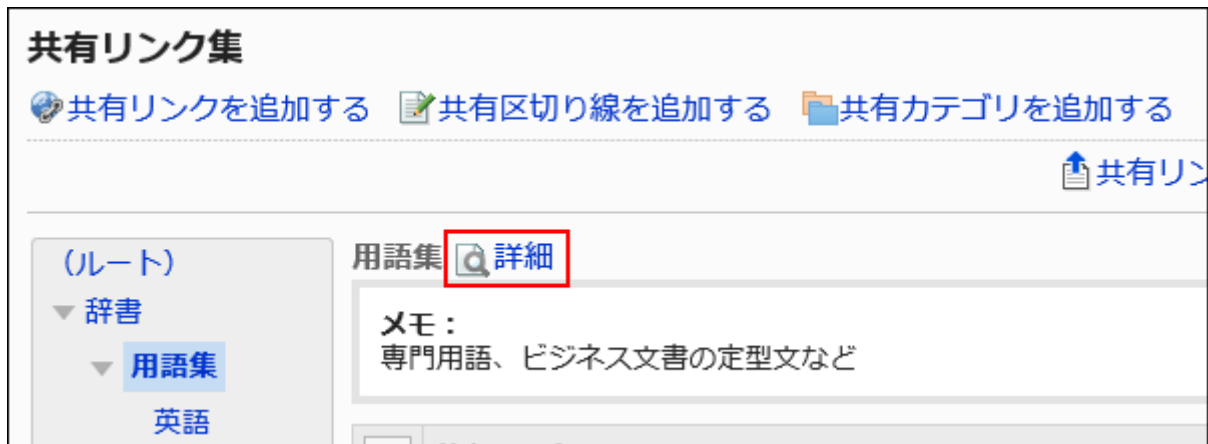 共有リンク集
共有リンクを追加する 共有区切り線を追加する 共有カテゴリを追加する
共有リン
(ルート)
辞書
用語集
英語
用語集 詳細
メモ：
専門用語、ビジネス文書の定型文など